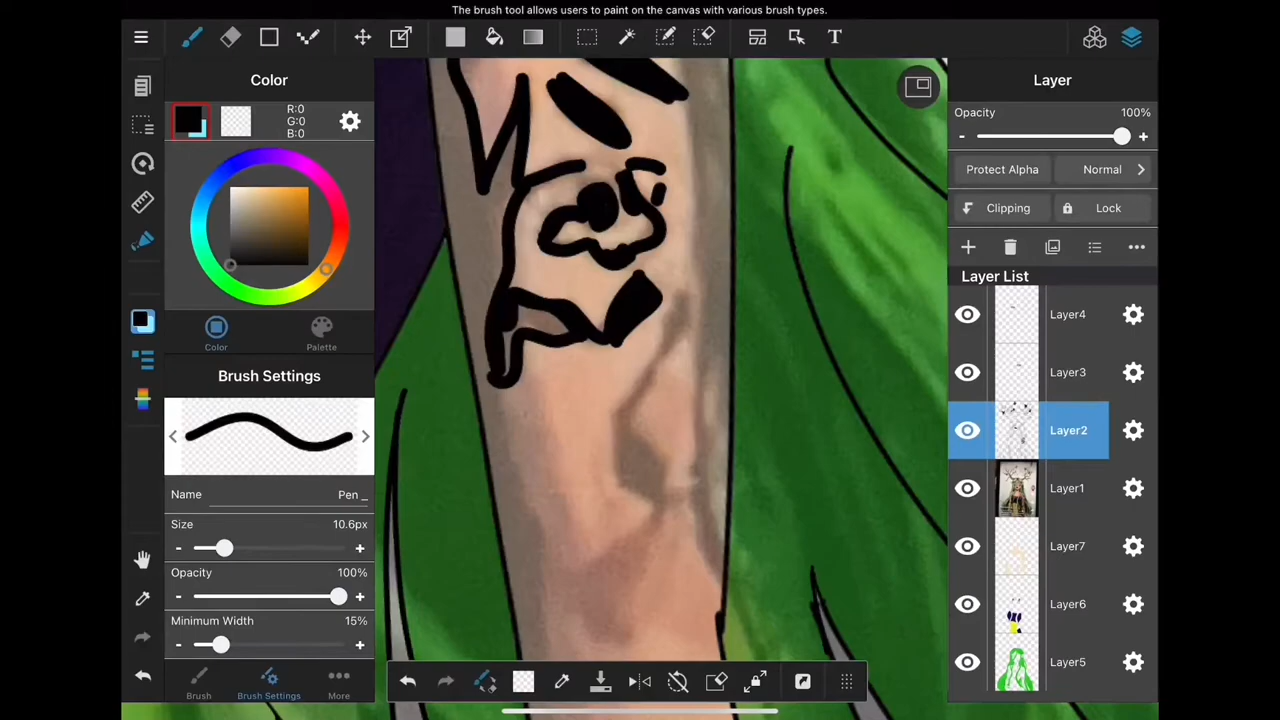 The brush tool allows users to paint on the canvas with various brush types.
T
Color
R:0
G:0
B:0
Color
Palette
Brush Settings
Name
Pen _
Size
10.6px
Opacity
100%
Minimum Width
15%
Brush
Brush Settings
More
Layer
Opacity
100%
Protect Alpha
Normal
Clipping
Lock
Layer List
Layer4
Layer3
Layer2
Layer1
Layer7
Layer6
Layer5